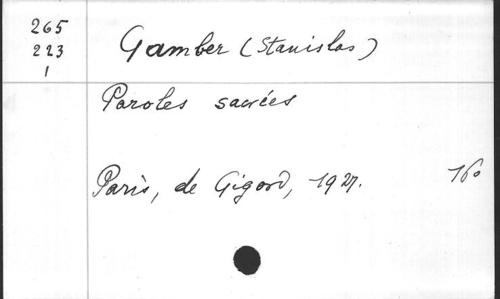 265
223
1
Gamber (Stanislas)
Paroles sacrées
Paris, de Gigord, 1927. 16°